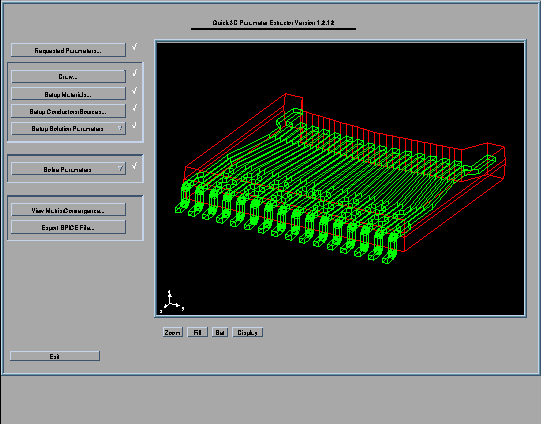 Quick3D Parameter Extractor Version 1.2.12
Requested Parameters...
Draw...
Setup Materials...
Setup Conductors/Sources...
Setup Solution Parameters
Solve Parameters
View Matrix/Convergence...
Export SPICE File...
Zoom Fill Set Display
Exit